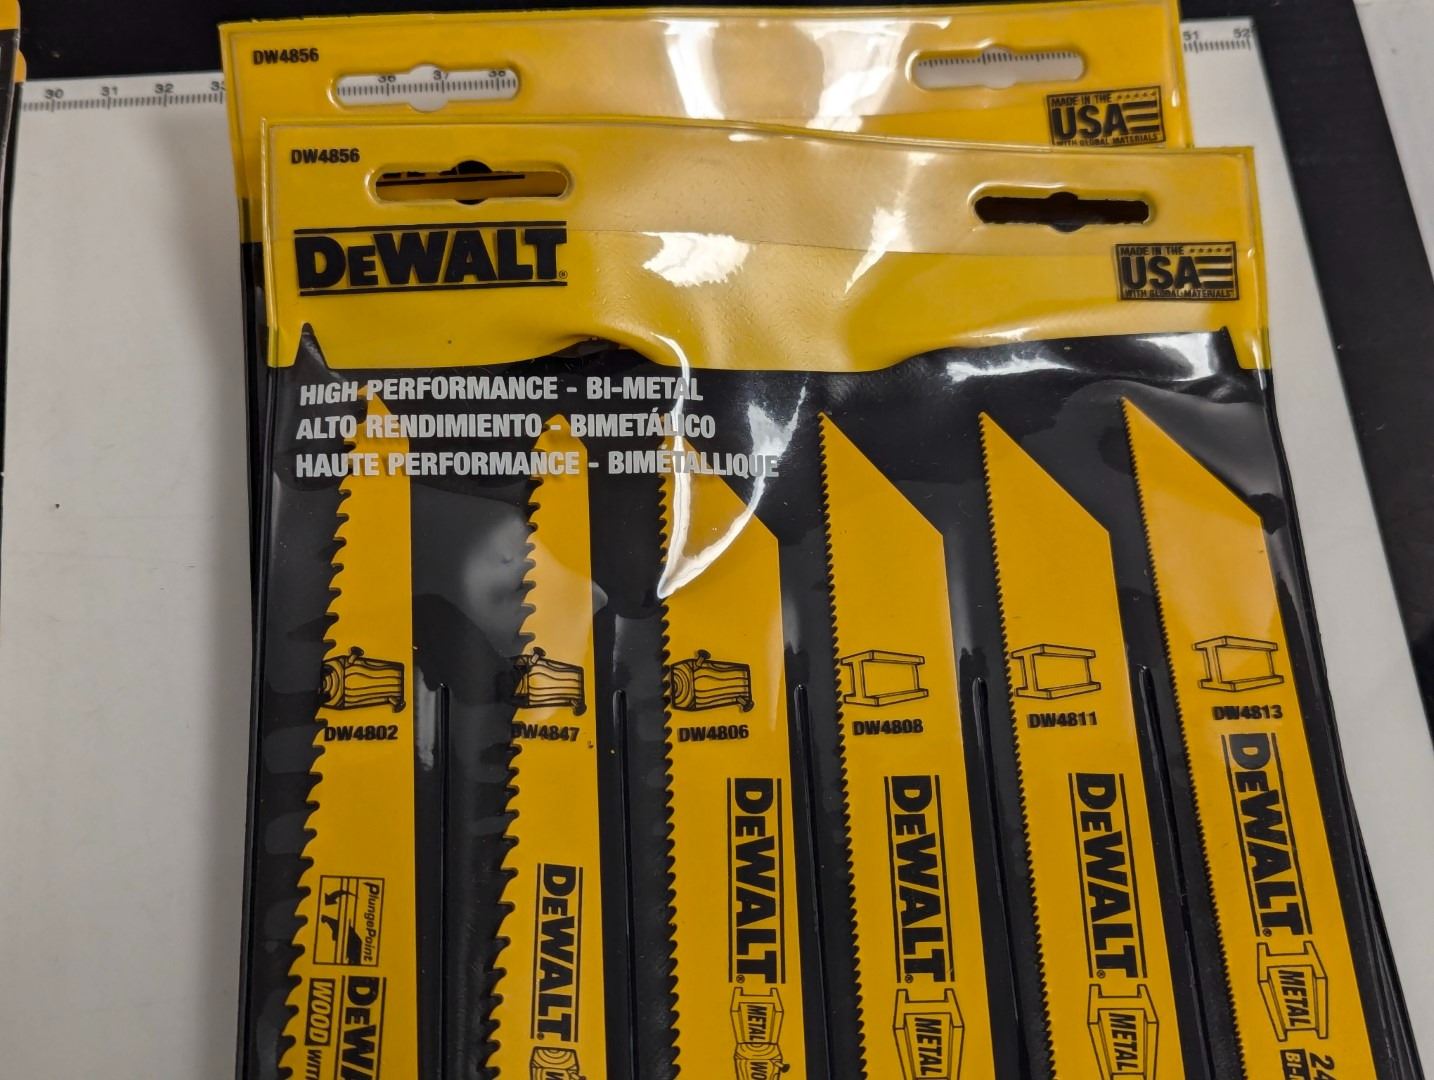 DW4856
30 31 32 33
36 37 38
51 52
MADE IN THE
USA
WITH GLOBAL MATERIALS
DW4856
DEWALT®
MADE IN THE
USA
WITH GLOBAL MATERIALS
HIGH PERFORMANCE - BI-METAL
ALTO RENDIMIENTO - BIMETÁLICO
HAUTE PERFORMANCE - BIMÉTALLIQUE
DW4802
DW4847
DW4806
DW4808
DW4811
DW4813
PlungePoint
WOOD
DEWALT®
METAL
DEWALT®
DEWALT®
METAL
DEWALT®
METAL
DEWALT®
METAL
24